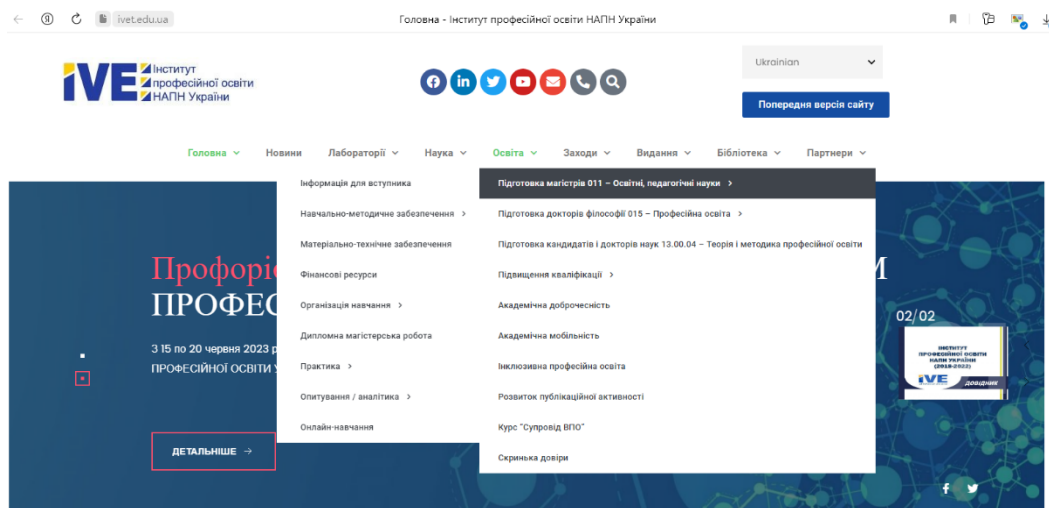 ivet.edu.ua
Головна - Інститут професійної освіти НАПН України
IVE
Інститут
професійної освіти
НАПН України
Ukrainian
Попередня версія сайту
Головна
Новини
Лабораторії
Наука
Освіта
Заходи
Видання
Бібліотека
Партнери
Інформація для вступника
Навчально-методичне забезпечення
Матеріально-технічне забезпечення
Фінансові ресурси
Організація навчання
Дипломна магістерська робота
Практика
Опитування / аналітика
Онлайн-навчання
Підготовка магістрів 011 – Освітні, педагогічні науки
Підготовка докторів філософії 015 – Професійна освіта
Підготовка кандидатів і докторів наук 13.00.04 – Теорія і методика професійної освіти
Підвищення кваліфікації
Академічна доброчесність
Академічна мобільність
Інклюзивна професійна освіта
Розвиток публікаційної активності
Курс "Супровід ВПО"
Скринька довіри
З 15 по 20 червня 2023
ПРОФЕСІЙНОЇ ОСВІТИ
ДЕТАЛЬНІШЕ →
02/02
ІНСТИТУТ
ПРОФЕСІЙНОЇ ОСВІТИ
НАПН УКРАЇНИ
(2018-2022)
IVE
ДОВІДНИК